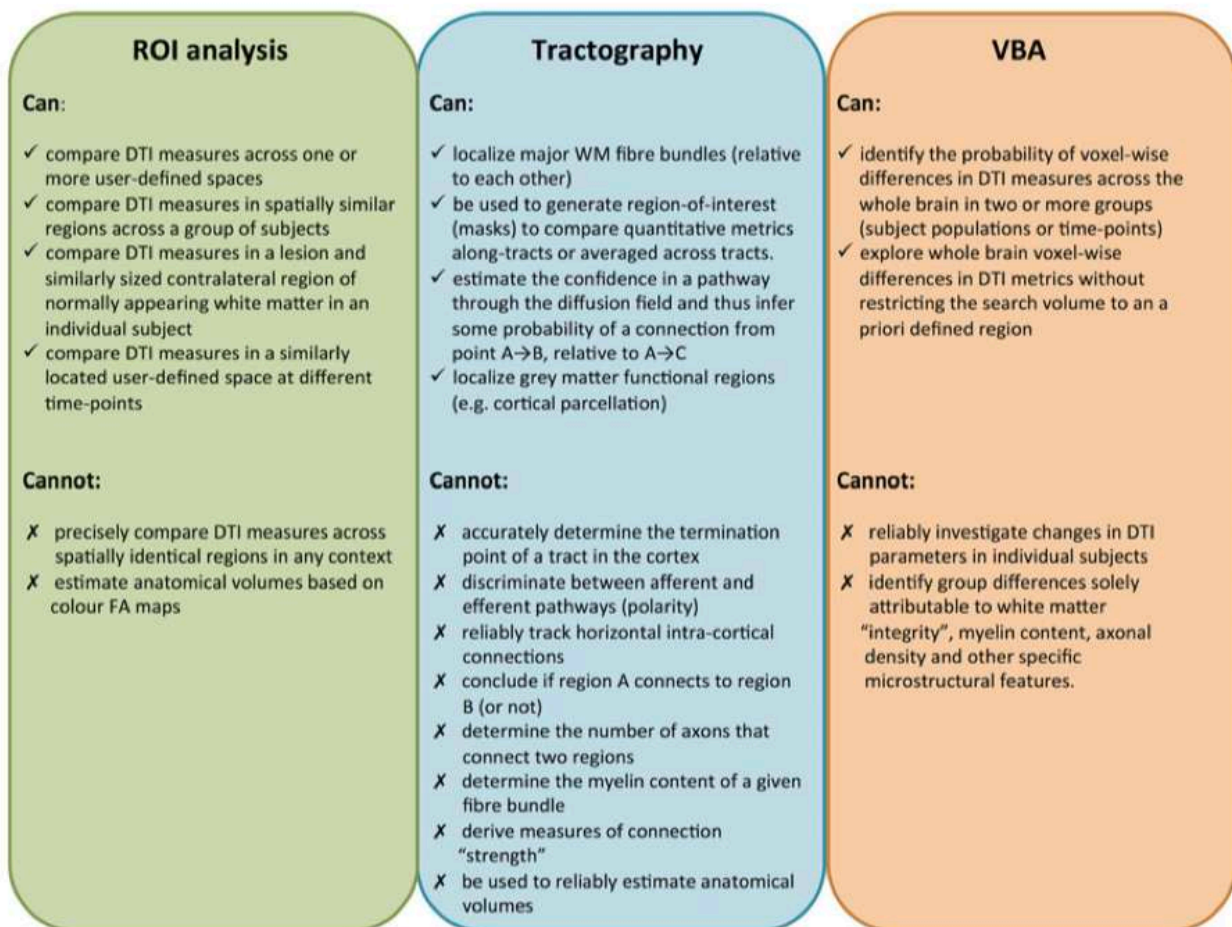 ROI analysis
Can:
✓ compare DTI measures across one or
more user-defined spaces
✓ compare DTI measures in spatially similar
regions across a group of subjects
✓ compare DTI measures in a lesion and
similarly sized contralateral region of
normally appearing white matter in an
individual subject
✓ compare DTI measures in a similarly
located user-defined space at different
time-points
Cannot:
✗ precisely compare DTI measures across
spatially identical regions in any context
✗ estimate anatomical volumes based on
colour FA maps
Tractography
Can:
✓ localize major WM fibre bundles (relative
to each other)
✓ be used to generate region-of-interest
(masks) to compare quantitative metrics
along-tracts or averaged across tracts.
✓ estimate the confidence in a pathway
through the diffusion field and thus infer
some probability of a connection from
point A→B, relative to A→C
✓ localize grey matter functional regions
(e.g. cortical parcellation)
Cannot:
✗ accurately determine the termination
point of a tract in the cortex
✗ discriminate between afferent and
efferent pathways (polarity)
✗ reliably track horizontal intra-cortical
connections
✗ conclude if region A connects to region
B (or not)
✗ determine the number of axons that
connect two regions
✗ determine the myelin content of a given
fibre bundle
✗ derive measures of connection
“strength”
✗ be used to reliably estimate anatomical
volumes
VBA
Can:
✓ identify the probability of voxel-wise
differences in DTI measures across the
whole brain in two or more groups
(subject populations or time-points)
✓ explore whole brain voxel-wise
differences in DTI metrics without
restricting the search volume to an a
priori defined region
Cannot:
✗ reliably investigate changes in DTI
parameters in individual subjects
✗ identify group differences solely
attributable to white matter
“integrity”, myelin content, axonal
density and other specific
microstructural features.